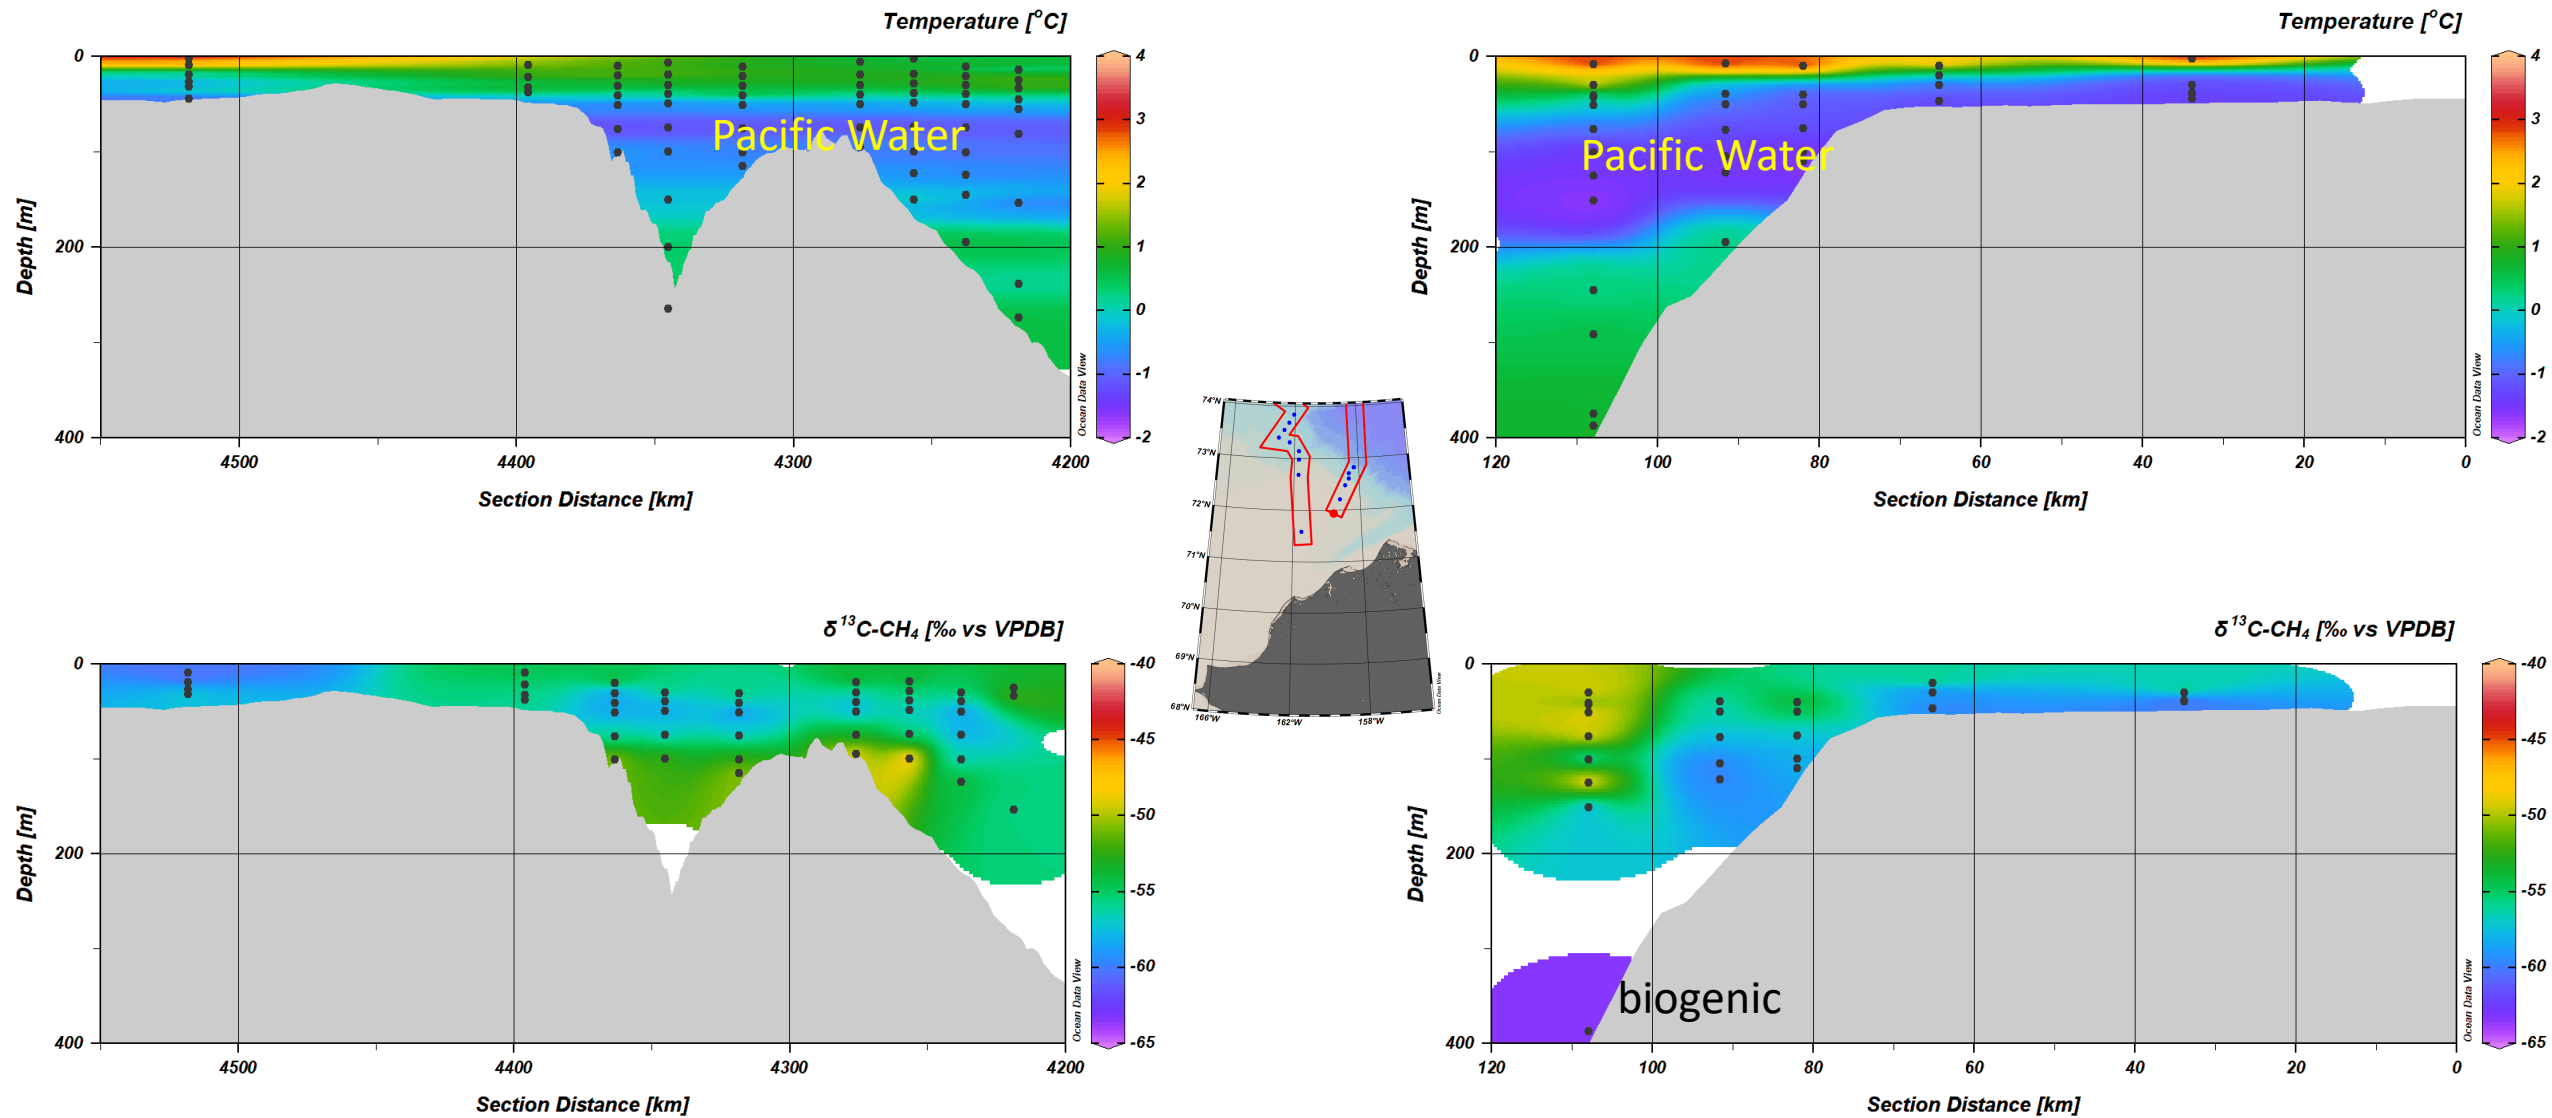 Temperature [°C]
0
200
400
Depth [m]
4500
4400
4300
4200
Section Distance [km]
Pacific Water
4
3
2
1
0
-1
-2
Ocean Data View
Temperature [°C]
0
200
400
Depth [m]
120
100
80
60
40
20
0
Section Distance [km]
Pacific Water
4
3
2
1
0
-1
-2
Ocean Data View
74°N
73°N
72°N
71°N
70°N
69°N
68°N
166°W
162°W
158°W
Ocean Data View
δ¹³C-CH₄ [‰ vs VPDB]
0
200
400
Depth [m]
4500
4400
4300
4200
Section Distance [km]
-40
-45
-50
-55
-60
-65
Ocean Data View
δ¹³C-CH₄ [‰ vs VPDB]
0
200
400
Depth [m]
biogenic
120
100
80
60
40
20
0
Section Distance [km]
-40
-45
-50
-55
-60
-65
Ocean Data View